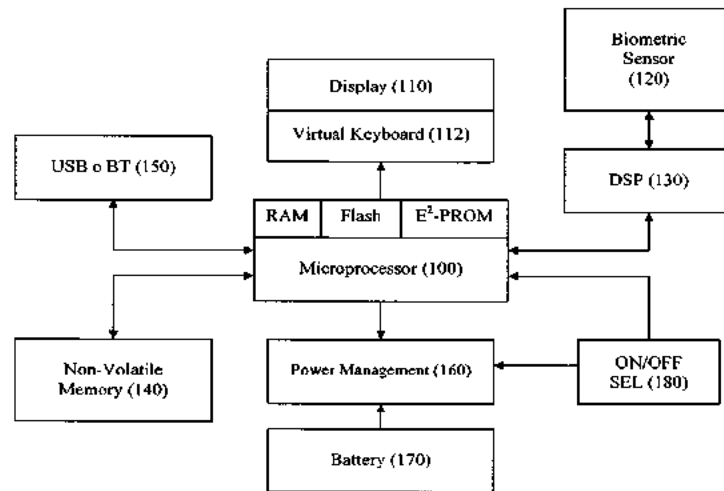 Biometric
Sensor
(120)
Display (110)
Virtual Keyboard (112)
USB o BT (150)
DSP (130)
RAM Flash E²-PROM
Microprocessor (100)
Non-Volatile
Memory (140)
Power Management (160)
ON/OFF
SEL (180)
Battery (170)